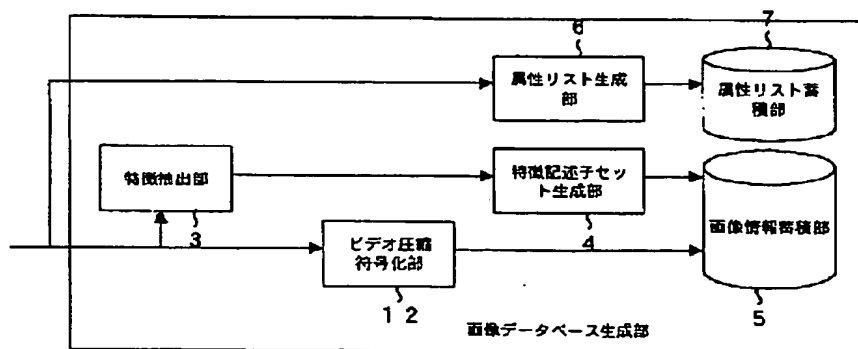 6
7
属性リスト生成
部
属性リスト蓄
積部
特徴抽出部
特徴記述子セッ
ト生成部
画像情報蓄積部
3
4
ビデオ圧縮
符号化部
12
5
画像データベース生成部